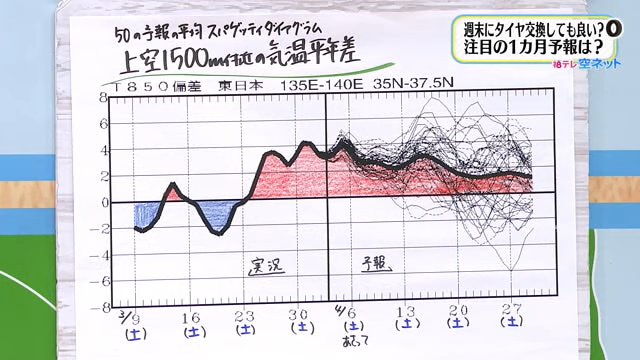 50の予報の平均 スパゲッティダイアグラム
上空1500m付近の気温平年差
週末にタイヤ交換しても良い?
注目の1カ月予報は?
福テレ 空ネット
T850偏差 東日本 135E-140E 35N-37.5N
8
6
4
2
0
-2
-4
-6
-8
実況 予報
3/9 16 23 30 4/6 13 20 27
(土) (土) (土) (土) (土) (土) (土) (土)
あさって